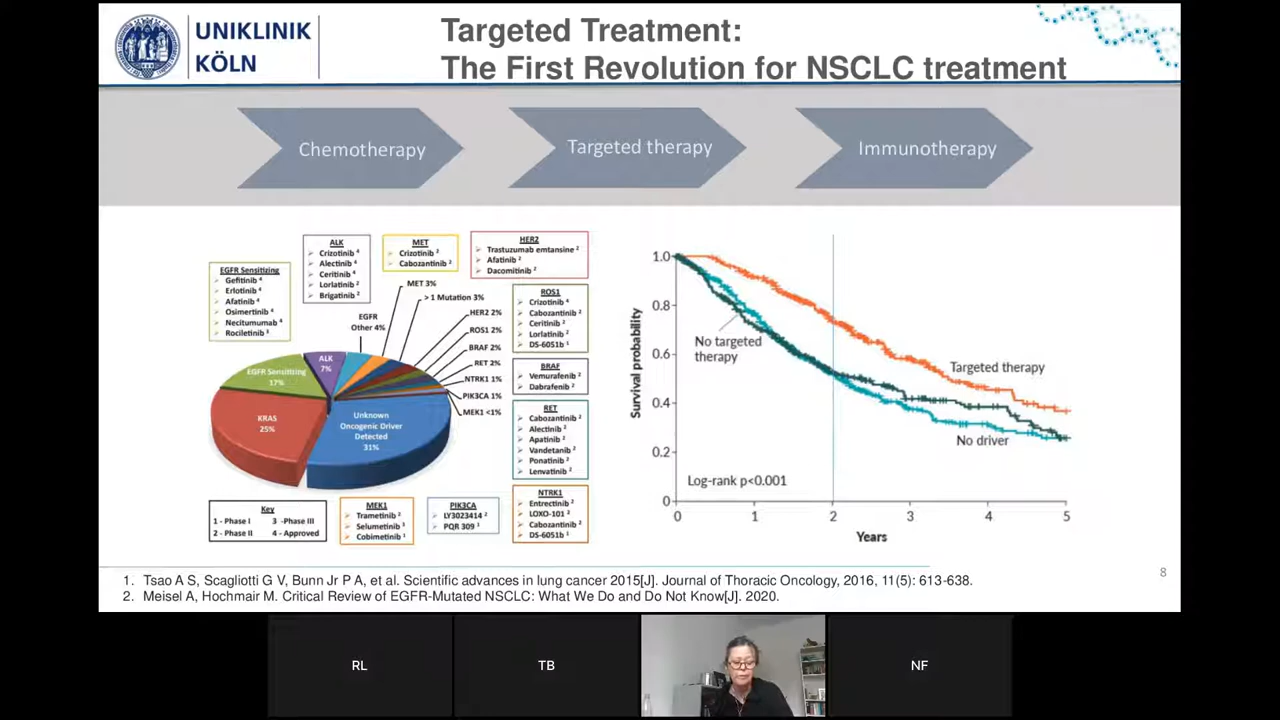 UNIKLINIK
KÖLN
Targeted Treatment:
The First Revolution for NSCLC treatment
Chemotherapy
Targeted therapy
Immunotherapy
EGFR Sensitizing
Gefitinib 4
Erlotinib 4
Afatinib 4
Osimertinib 4
Necitumumab 4
Rociletinib 3
ALK
Crizotinib 4
Alectinib 4
Ceritinib 4
Lorlatinib 2
Brigatinib 2
MET
Crizotinib 2
Cabozantinib 2
HER2
Trastuzumab emtansine 2
Afatinib 2
Dacomitinib 2
ROS1
Crizotinib 4
Cabozantinib 2
Ceritinib 2
Lorlatinib 2
DS-6051b 1
BRAF
Vemurafenib 2
Dabrafenib 2
RET
Cabozantinib 2
Alectinib 2
Apatinib 2
Vandetanib 2
Ponatinib 2
Lenvatinib 2
NTRK1
Entrectinib 2
LOXO-101 2
Cabozantinib 2
DS-6051b 1
PIK3CA
LY3023414 2
PQR 309 1
MEK1
Trametinib 2
Selumetinib 3
Cobimetinib 1
Key
1 - Phase I
3 -Phase III
2 - Phase II
4 - Approved
EGFR Sensitizing
17%
ALK
7%
EGFR
Other 4%
MET 3%
> 1 Mutation 3%
HER2 2%
ROS1 2%
BRAF 2%
RET 2%
NTRK1 1%
PIK3CA 1%
MEK1 <1%
Unknown
Oncogenic Driver
Detected
31%
KRAS
25%
Survival probability
1.0
0.8
0.6
0.4
0.2
0
No targeted
therapy
Targeted therapy
No driver
Log-rank p<0.001
0
1
2
3
4
5
Years
1. Tsao A S, Scagliotti G V, Bunn Jr P A, et al. Scientific advances in lung cancer 2015[J]. Journal of Thoracic Oncology, 2016, 11(5): 613-638.
2. Meisel A, Hochmair M. Critical Review of EGFR-Mutated NSCLC: What We Do and Do Not Know[J]. 2020.
8
RL
TB
NF